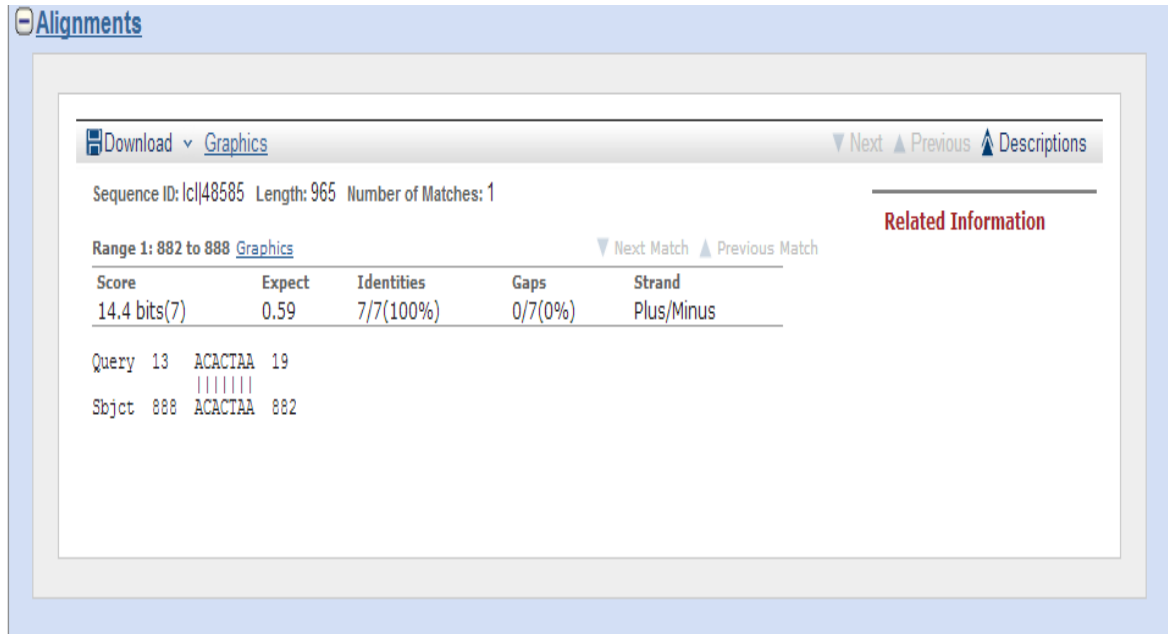 Alignments
Download Graphics Next Previous Descriptions
Sequence ID: lcl|48585 Length: 965 Number of Matches: 1
Related Information
Range 1: 882 to 888 Graphics Next Match Previous Match
Score Expect Identities Gaps Strand
14.4 bits(7) 0.59 7/7(100%) 0/7(0%) Plus/Minus
Query 13 ACACTAA 19
|||||||
Sbjct 888 ACACTAA 882